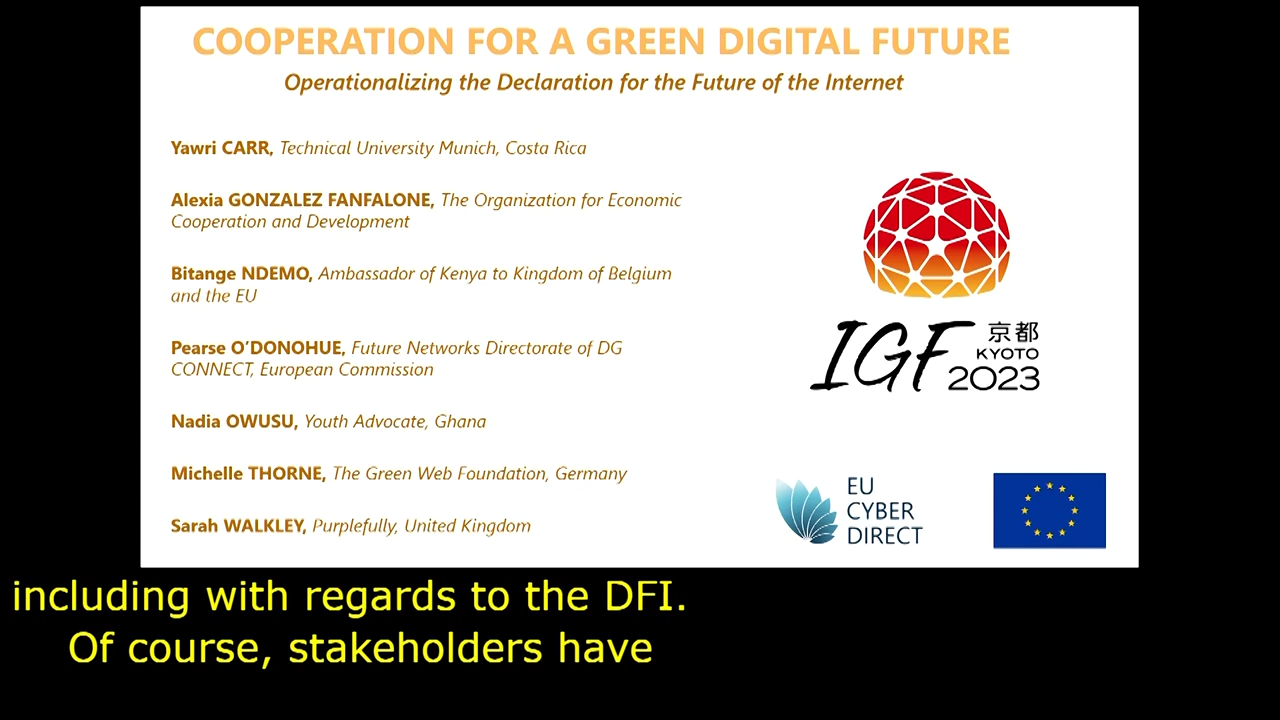 COOPERATION FOR A GREEN DIGITAL FUTURE
Operationalizing the Declaration for the Future of the Internet
Yawri CARR, Technical University Munich, Costa Rica
Alexia GONZALEZ FANFALONE, The Organization for Economic
Cooperation and Development
Bitange NDEMO, Ambassador of Kenya to Kingdom of Belgium
and the EU
Pearse O'DONOHUE, Future Networks Directorate of DG
CONNECT, European Commission
Nadia OWUSU, Youth Advocate, Ghana
Michelle THORNE, The Green Web Foundation, Germany
Sarah WALKLEY, Purplefully, United Kingdom
IGF 京都
KYOTO
2023
EU
CYBER
DIRECT
including with regards to the DFI.
Of course, stakeholders have